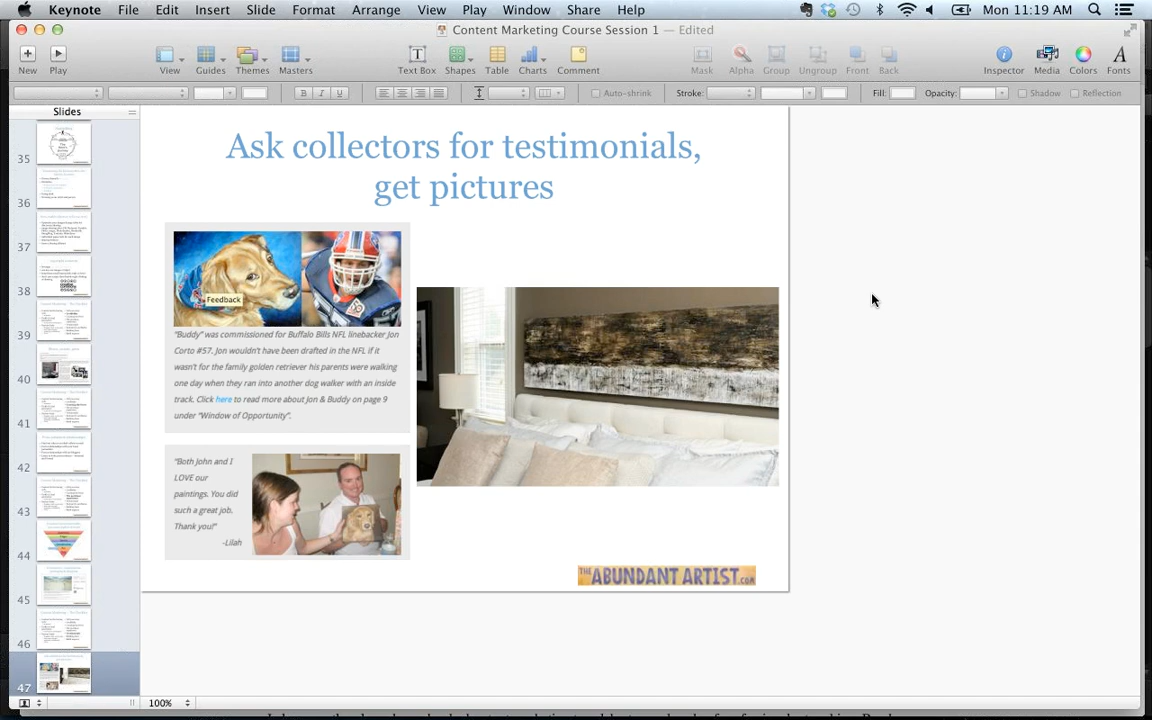 Keynote File Edit Insert Slide Format Arrange View Play Window Share Help Mon 11:19 AM
Content Marketing Course Session 1 — Edited
New Play View Guides Themes Masters Text Box Shapes Table Charts Comment Mask Alpha Group Ungroup Front Back Inspector Media Colors Fonts
B I U Auto-shrink Stroke: Fill: Opacity: Shadow Reflection
Slides
35
36
37
38
39
40
41
42
43
44
45
46
47
Ask collectors for testimonials,
get pictures
Feedback
"Buddy" was commissioned for Buffalo Bills NFL linebacker Jon
Corto #57. Jon wouldn't have been drafted in the NFL if it
wasn't for the family golden retriever his parents were walking
one day when they ran into another dog walker with an inside
track. Click here to read more about Jon & Buddy on page 9
under "Window of Opportunity".
"Both John and I
LOVE our
paintings. You did
such a great job.
Thank you!"
-Lilah
THE ABUNDANT ARTIST.COM
100%